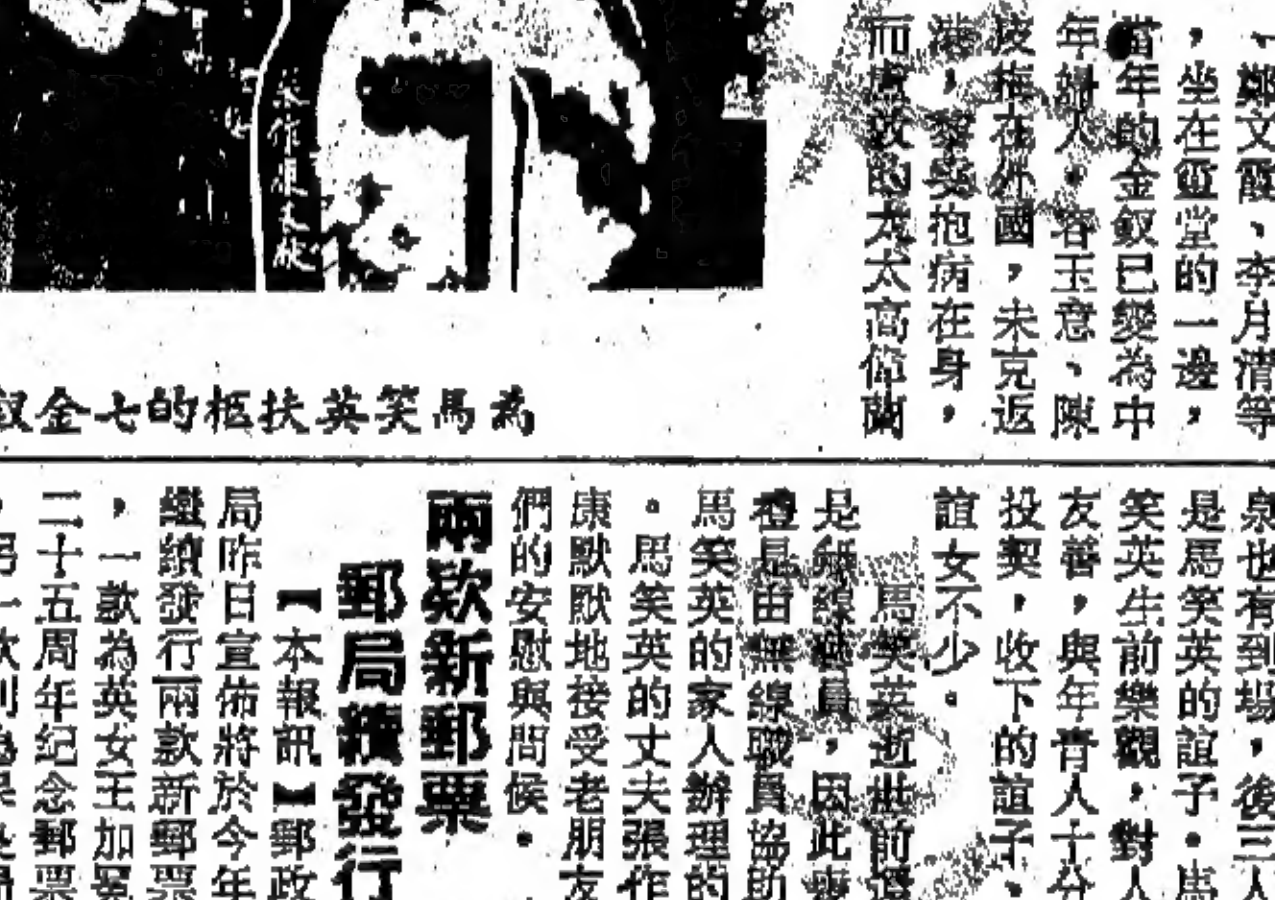 、鄭文霞、李月清等
，坐在靈堂的一邊，
當年的金釵已變為中
年婦人。容玉意、陳
梅在外國，未克返
港，抱病在身，
而盧敦的太太高偉蘭
為馬笑英扶柩的七金釵
泉也有到場，後三人
是馬笑英的誼子。馬
笑英生前樂觀，對人
友善，與年青人十分
投契，收下的誼子、
誼女不少。
馬笑英逝世前還
是無線職員，因此喪
禮是由無線職員協助
馬笑英的家人辦理的
。馬笑英的丈夫張作
康默默地接受老朋友
們的安慰與問候。
兩款新郵票
郵局續發行
【本報訊】郵政
局昨日宣佈將於今年
繼續發行兩款新郵票
，一款為英女王加冕
二十五周年纪念郵票
，另一款則為